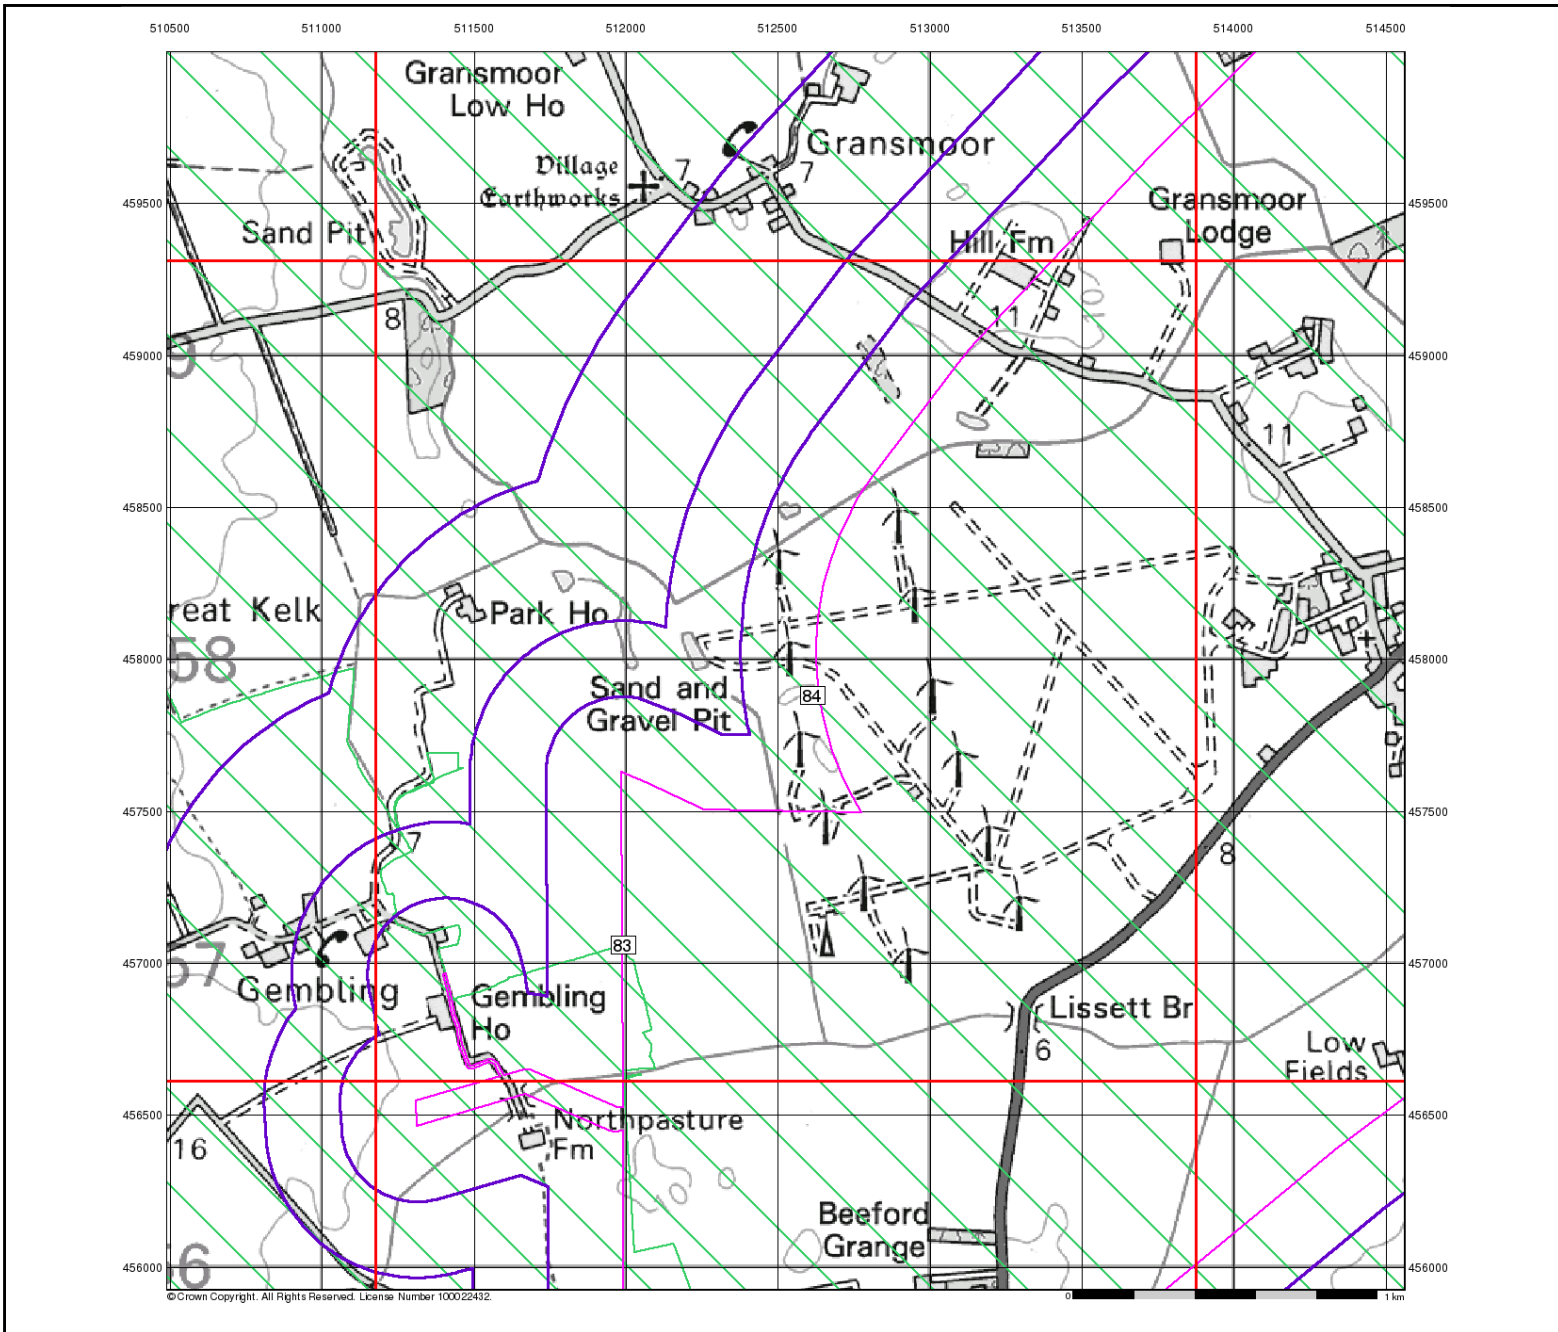 510500 511000 511500 512000 512500 513000 513500 514000 514500
Gransmoor
Low Ho
Gransmoor
7
7
Village
Earthworks
459500
459500
Gransmoor
Lodge
Sand Pit
Hill Fm
8
11
459000
459000
9
11
458500
458500
reat Kelk
Park Ho
58
458000
458000
Sand and
Gravel Pit
84
457500
457500
7
8
83
57
457000
457000
Gembling
Gembling
Ho
Lissett Br
6
Low
Fields
456500
456500
Northpasture
Fm
16
10
Beeford
Grange
6
456000
456000
© Crown Copyright. All Rights Reserved. License Number 100022432.
0 1 km